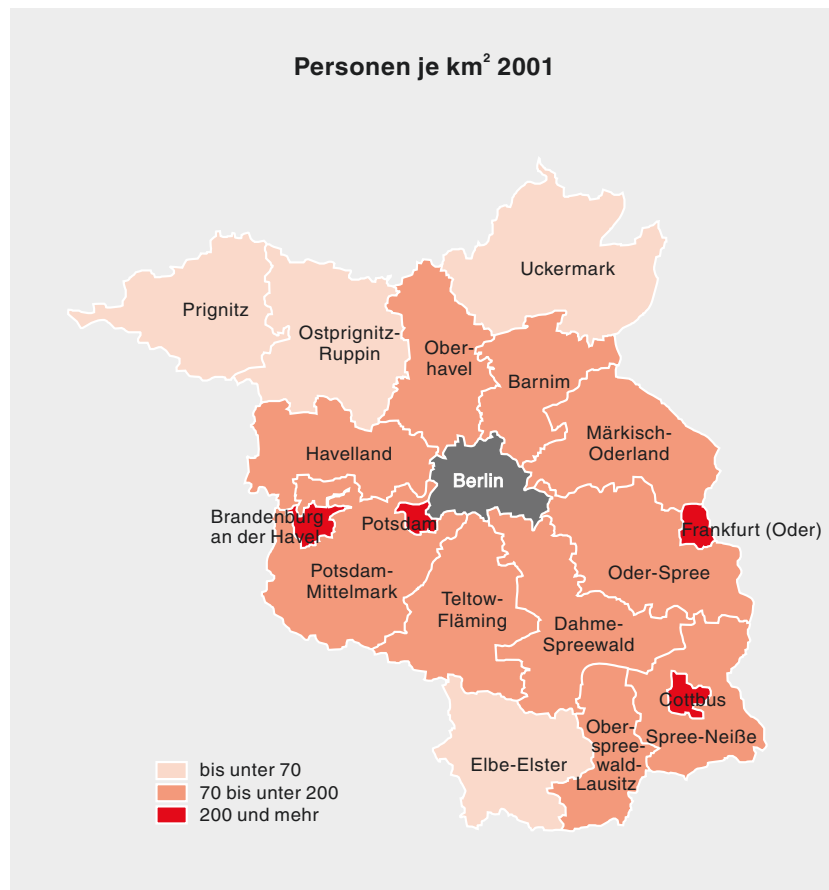 Personen je km² 2001
Uckermark
Prignitz
Ostprignitz-
Ruppin
Ober-
havel
Barnim
Märkisch-
Oderland
Havelland
Berlin
Brandenburg
an der Havel
Potsdam
Frankfurt (Oder)
Potsdam-
Mittelmark
Oder-Spree
Teltow-
Fläming
Dahme-
Spreewald
Cottbus
Ober-
spree-
wald-
Lausitz
Spree-Neiße
Elbe-Elster
bis unter 70
70 bis unter 200
200 und mehr